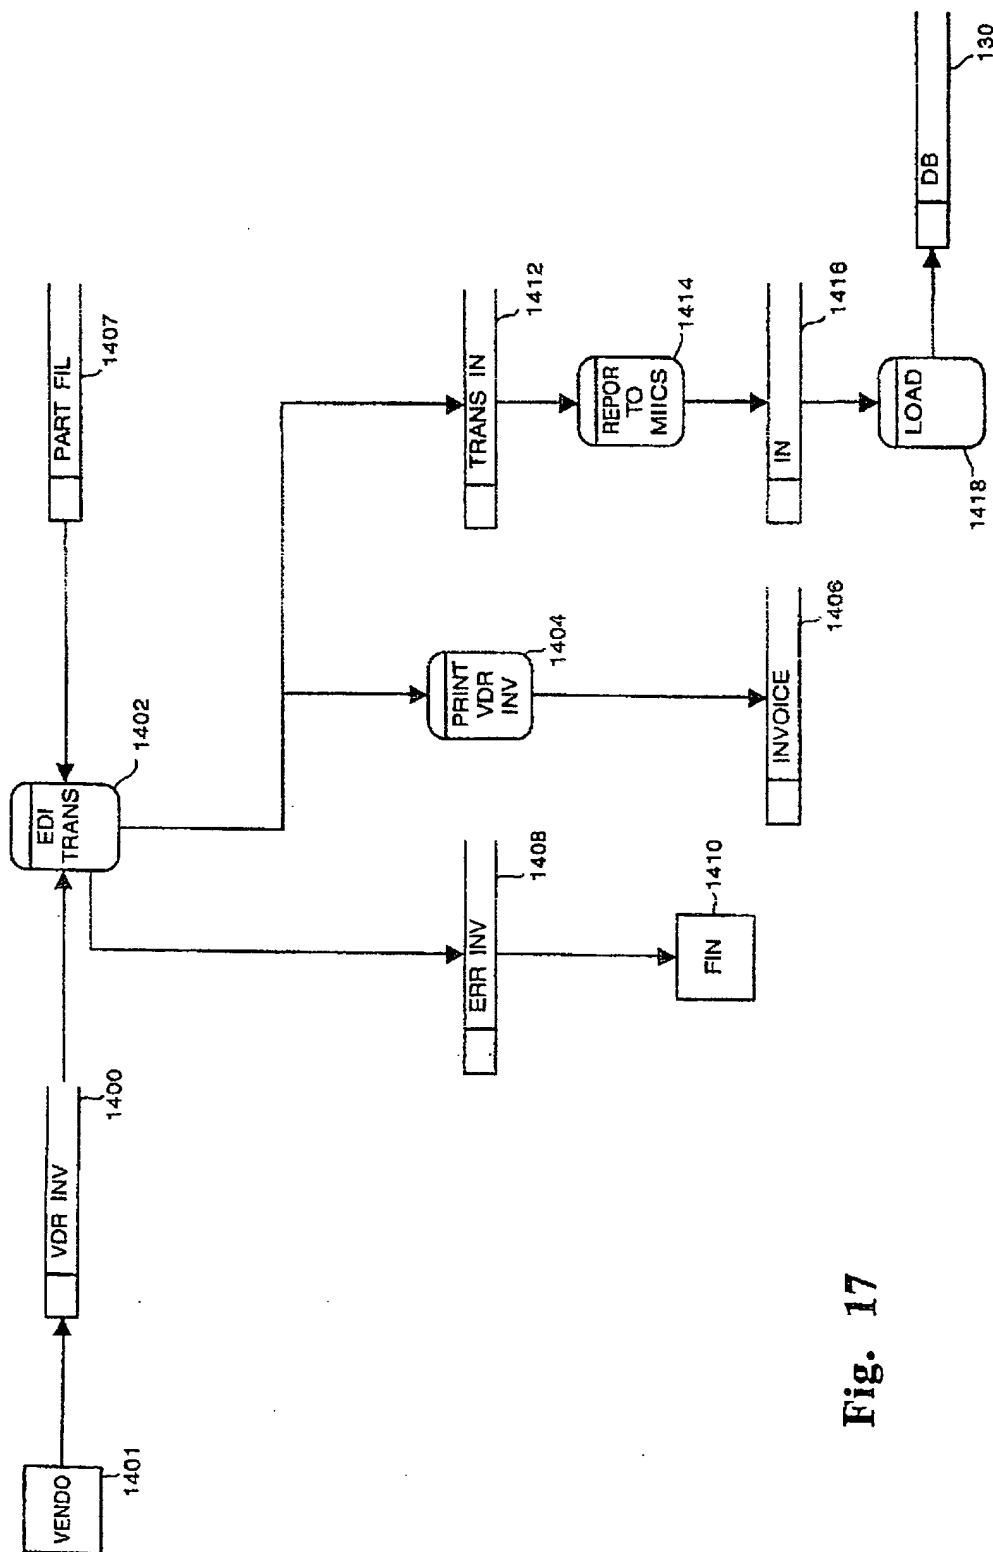 VENDO
1401
VDR INV
1400
EDI
TRANS
1402
PART FIL
1407
ERR INV
1408
FIN
1410
PRINT
VDR
INV
1404
INVOICE
1406
TRANS IN
1412
REPOR
TO
MIICS
1414
IN
1416
LOAD
1418
DB
130
Fig. 17